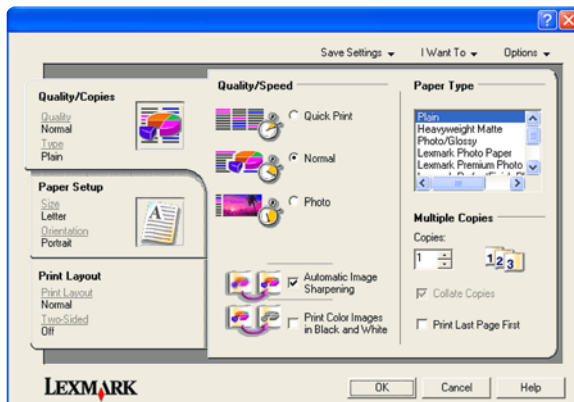 Save Settings
I Want To
Options
Quality/Copies
Quality
Normal
Type
Plain
Paper Setup
Size
Letter
Orientation
Portrait
Print Layout
Print Layout
Normal
Two-Sided
Off
Quality/Speed
Quick Print
Normal
Photo
Automatic Image
Sharpening
Print Color Images
in Black and White
Paper Type
Plain
Heavyweight Matte
Photo/Glossy
Lexmark Photo Paper
Lexmark Premium Photo
Multiple Copies
Copies:
1
1 2 3
Collate Copies
Print Last Page First
LEXMARK
OK
Cancel
Help